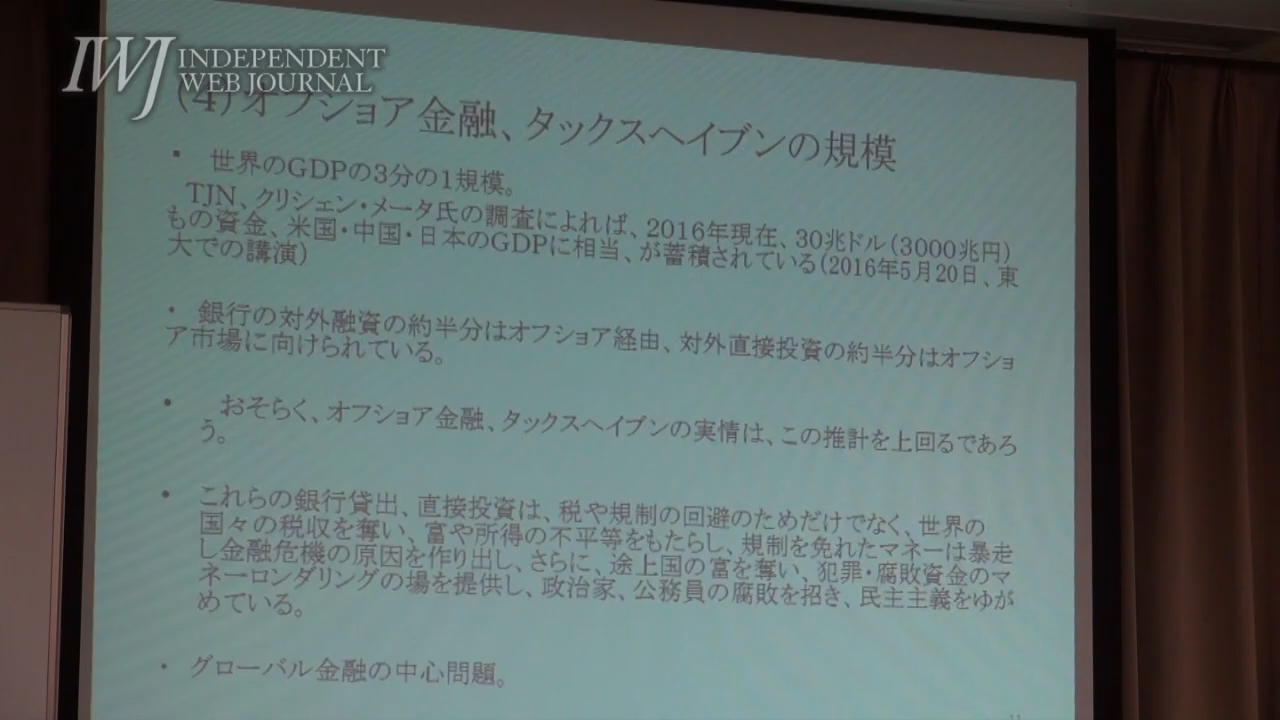 IWJ INDEPENDENT
WEB JOURNAL
(4)オフショア金融、タックスヘイブンの規模
・ 世界のGDPの3分の1規模。
TJN、クリシェン・メータ氏の調査によれば、2016年現在、30兆ドル(3000兆円)
もの資金、米国・中国・日本のGDPに相当、が蓄積されている(2016年5月20日、東
大での講演)
・ 銀行の対外融資の約半分はオフショア経由、対外直接投資の約半分はオフショ
ア市場に向けられている。
• おそらく、オフショア金融、タックスヘイブンの実情は、この推計を上回るであろ
う。
• これらの銀行貸出、直接投資は、税や規制の回避のためだけでなく、世界の
国々の税収を奪い、富や所得の不平等をもたらし、規制を免れたマネーは暴走
し金融危機の原因を作り出し、さらに、途上国の富を奪い、犯罪・腐敗資金のマ
ネーロンダリングの場を提供し、政治家、公務員の腐敗を招き、民主主義をゆが
めている。
• グローバル金融の中心問題。